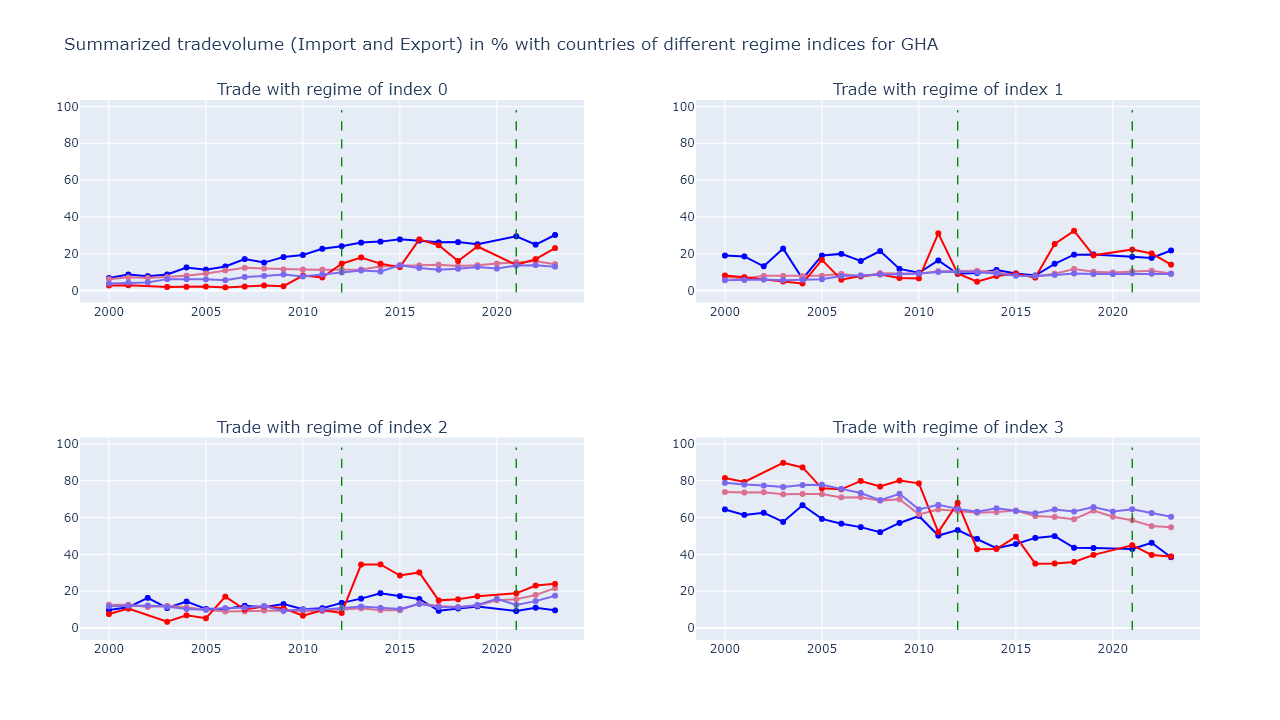 Summarized tradevolume (Import and Export) in % with countries of different regime indices for GHA
Trade with regime of index 0
100
80
60
40
20
0
2000 2005 2010 2015 2020
Trade with regime of index 1
100
80
60
40
20
0
2000 2005 2010 2015 2020
Trade with regime of index 2
100
80
60
40
20
0
2000 2005 2010 2015 2020
Trade with regime of index 3
100
80
60
40
20
0
2000 2005 2010 2015 2020